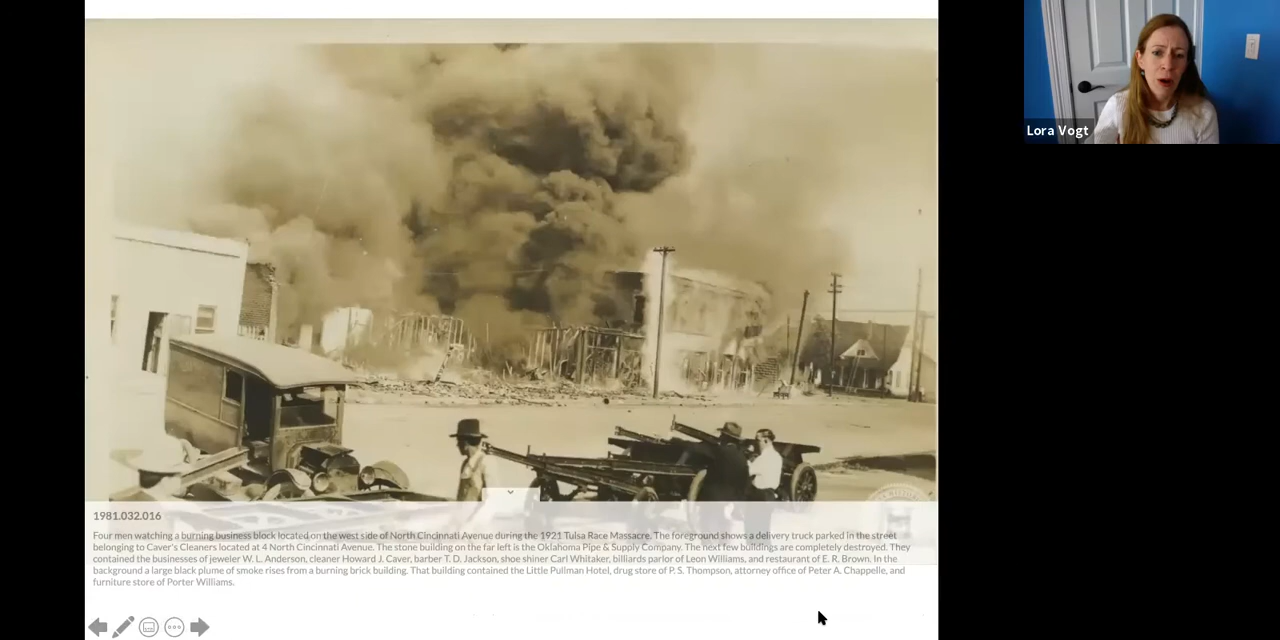 Lora Vogt
1981.032.016
Four men watching a burning business block located on the west side of North Cincinnati Avenue during the 1921 Tulsa Race Massacre. The foreground shows a delivery truck parked in the street
belonging to Caver's Cleaners located at 4 North Cincinnati Avenue. The stone building on the far left is the Oklahoma Pipe & Supply Company. The next few buildings are completely destroyed. They
contained the businesses of jeweler W. L. Anderson, cleaner Howard J. Caver, barber T. D. Jackson, shoe shiner Carl Whitaker, billiards parlor of Leon Williams, and restaurant of E. R. Brown. In the
background a large black plume of smoke rises from a burning brick building. That building contained the Little Pullman Hotel, drug store of P. S. Thompson, attorney office of Peter A. Chappelle, and
furniture store of Porter Williams.